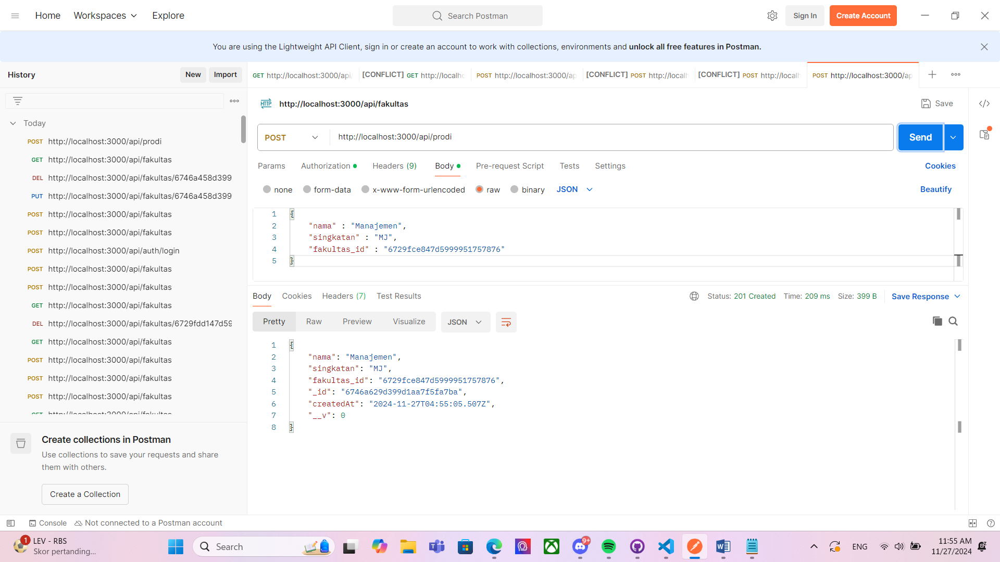 Home
Workspaces
Explore
Search Postman
Sign In
Create Account
You are using the Lightweight API Client, sign in or create an account to work with collections, environments and unlock all free features in Postman.
History
New
Import
GET http://localhost:3000/api/
[CONFLICT] GET http://localho
POST http://localhost:3000/ap
[CONFLICT] POST http://localh
[CONFLICT] POST http://localh
POST http://localhost:3000/ap
Today
POST http://localhost:3000/api/prodi
GET http://localhost:3000/api/fakultas
DEL http://localhost:3000/api/fakultas/6746a458d399
PUT http://localhost:3000/api/fakultas/6746a458d399
POST http://localhost:3000/api/fakultas
POST http://localhost:3000/api/fakultas
POST http://localhost:3000/api/auth/login
POST http://localhost:3000/api/fakultas
POST http://localhost:3000/api/fakultas
GET http://localhost:3000/api/fakultas
DEL http://localhost:3000/api/fakultas/6729fdd147d59
GET http://localhost:3000/api/fakultas
POST http://localhost:3000/api/fakultas
POST http://localhost:3000/api/fakultas
POST http://localhost:3000/api/fakultas
GET http://localhost:3000/api/fakultas
Create collections in Postman
Use collections to save your requests and share
them with others.
Create a Collection
HTTP http://localhost:3000/api/fakultas
Save
POST
http://localhost:3000/api/prodi
Send
Params
Authorization
Headers (9)
Body
Pre-request Script
Tests
Settings
Cookies
none
form-data
x-www-form-urlencoded
raw
binary
JSON
Beautify
1 {
2 "nama" : "Manajemen",
3 "singkatan" : "MJ",
4 "fakultas_id" : "6729fce847d5999951757876"
5 }
Body
Cookies
Headers (7)
Test Results
Status: 201 Created
Time: 209 ms
Size: 399 B
Save Response
Pretty
Raw
Preview
Visualize
JSON
1 {
2 "nama": "Manajemen",
3 "singkatan": "MJ",
4 "fakultas_id": "6729fce847d5999951757876",
5 "_id": "6746a629d399d1aa7f5fa7ba",
6 "createdAt": "2024-11-27T04:55:05.507Z",
7 "__v": 0
8 }
Console
Not connected to a Postman account
1
LEV - RBS
Skor pertanding...
Search
9+
ENG
11:55 AM
11/27/2024